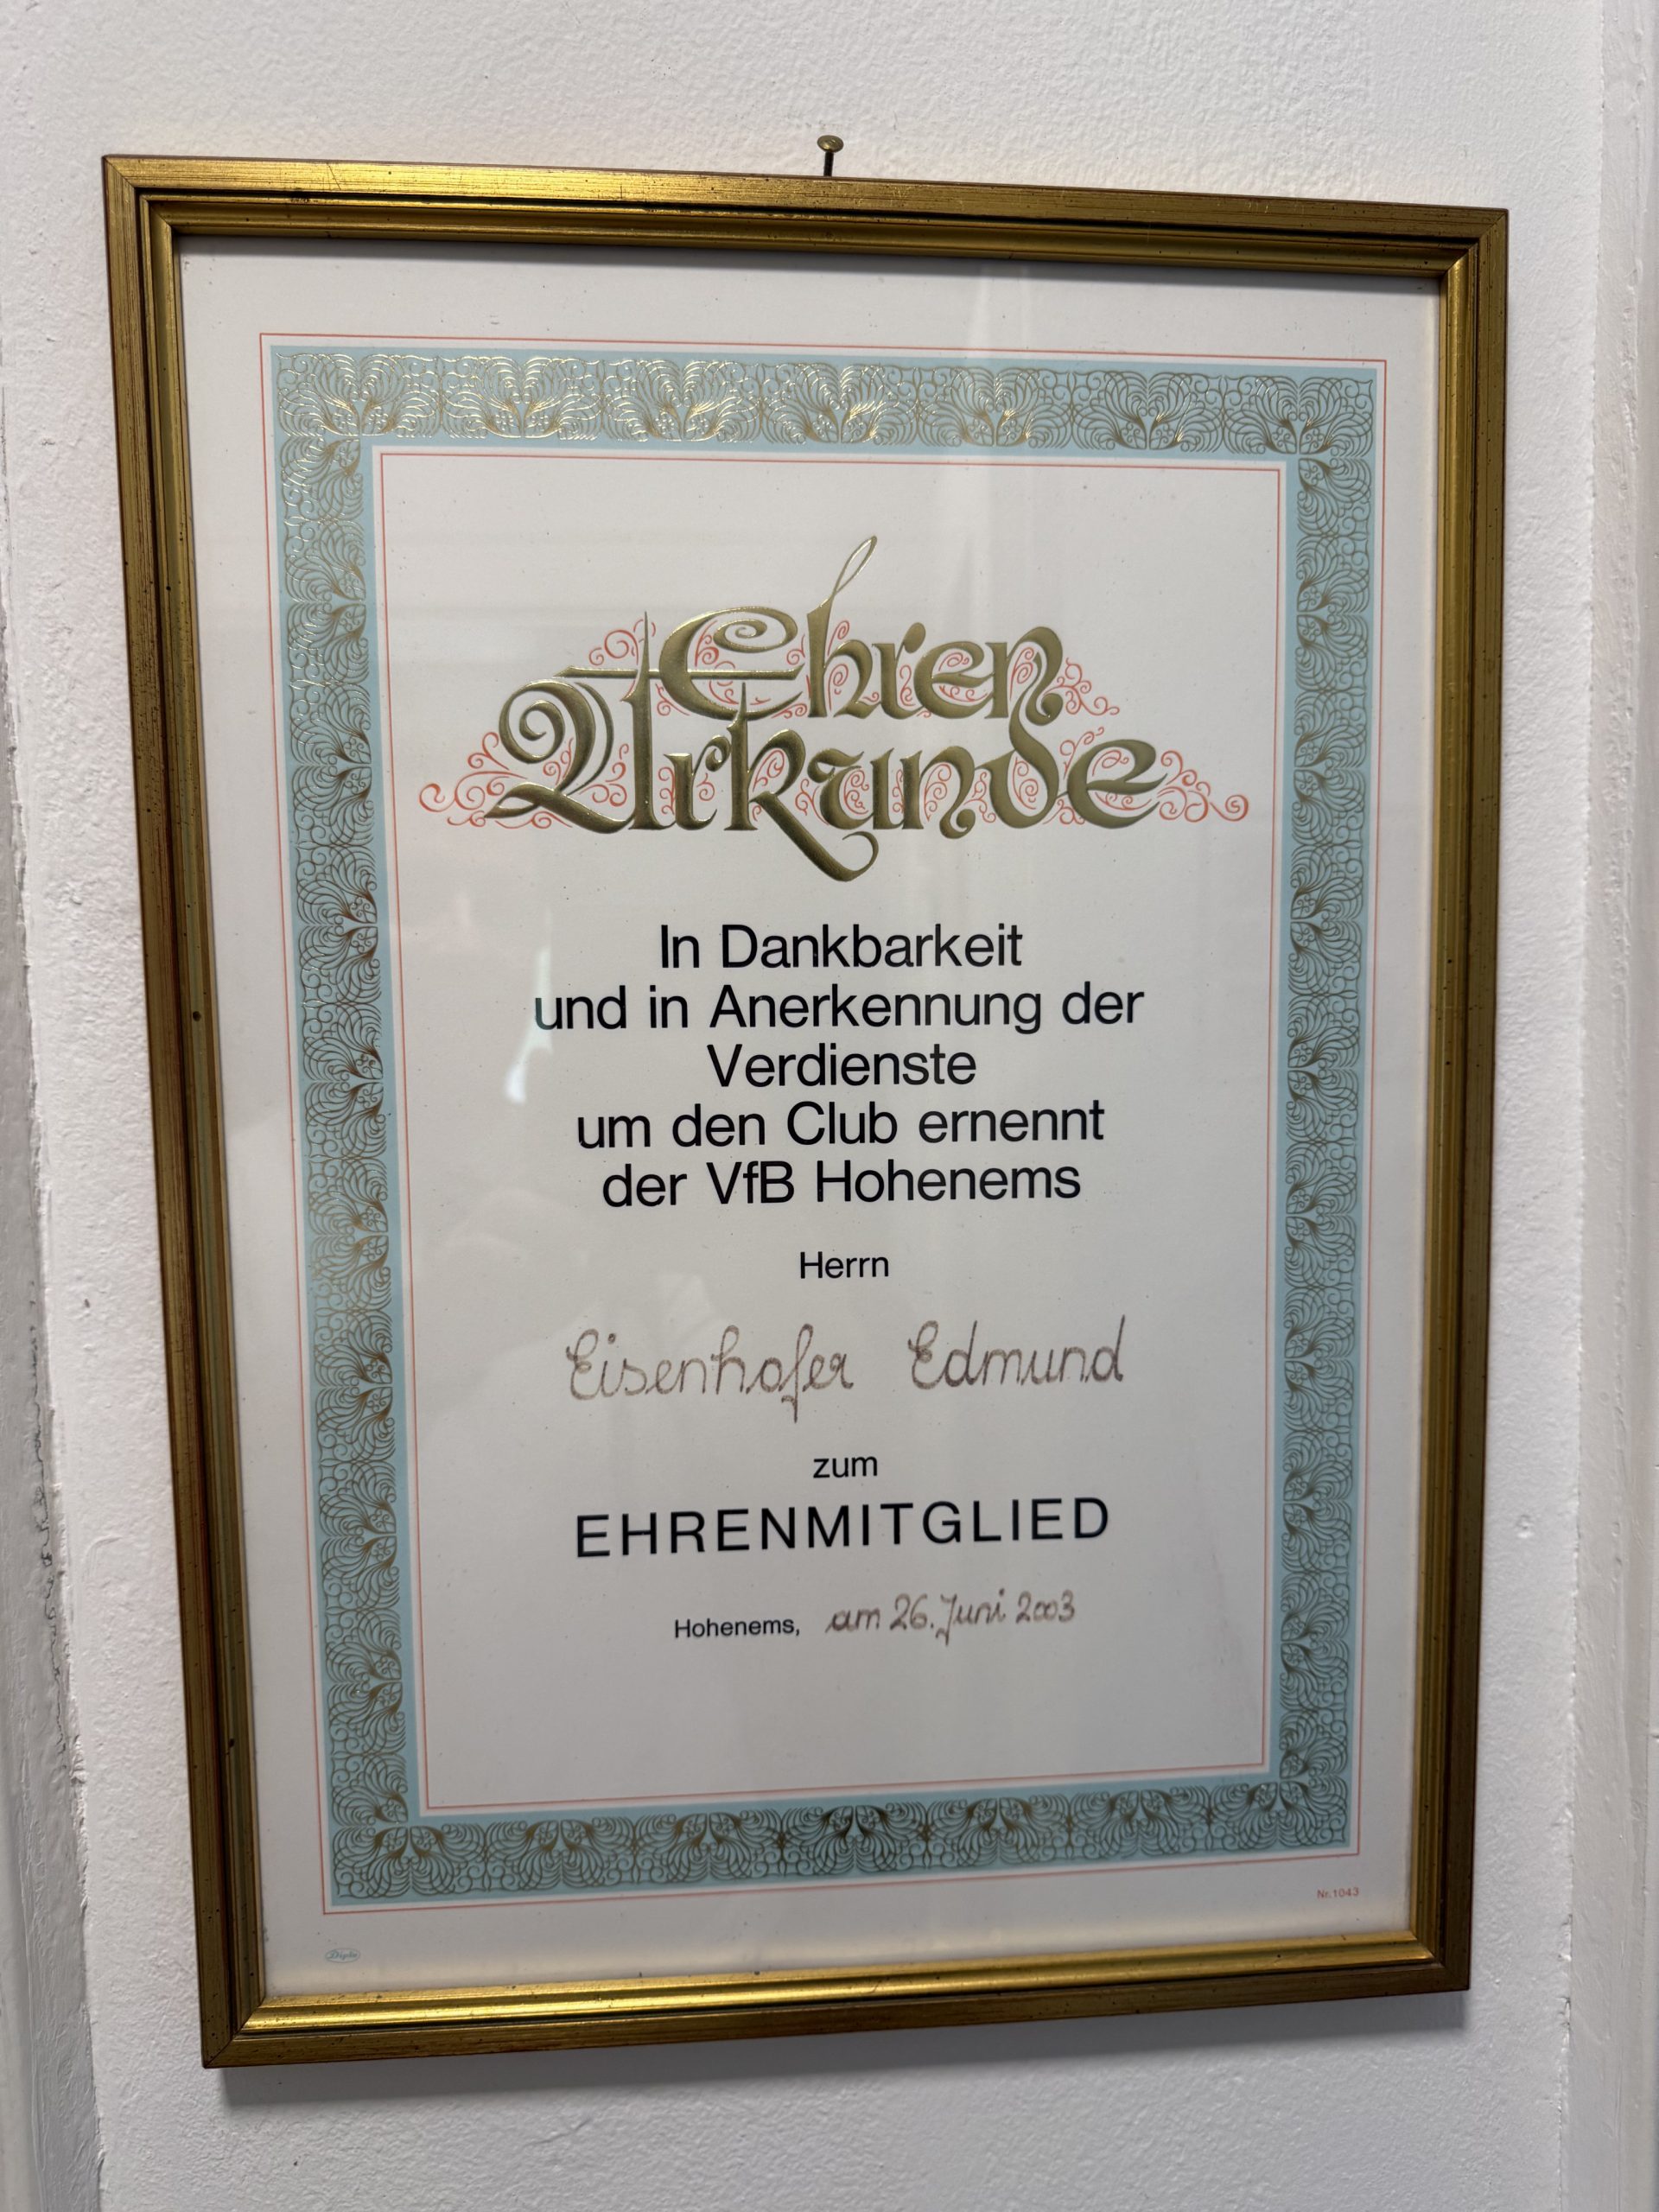 Ehren
Urkunde
In Dankbarkeit
und in Anerkennung der
Verdienste
um den Club ernennt
der VfB Hohenems
Herrn
Eisenhofer Edmund
zum
EHRENMITGLIED
Hohenems, am 26. Juni 2003
Nr. 1043